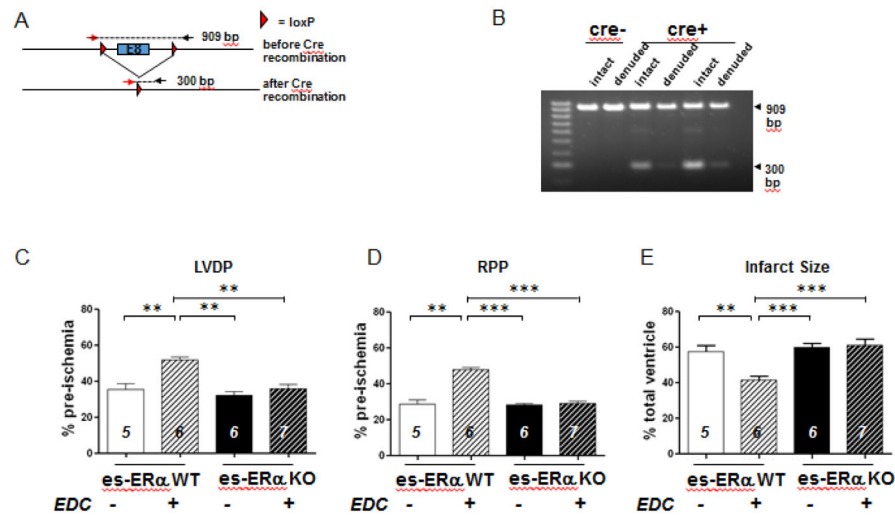 A
= loxP
909 bp
E8
before Cre
recombination
300 bp
after Cre
recombination
B
cre- cre+
intact denuded intact denuded intact denuded
909
bp
300
bp
C
LVDP
**
** **
% pre-ischemia
80
60
40
20
0
5 6 6 7
es-ERα WT es-ERα KO
EDC - + - +
D
RPP
***
** ***
% pre-ischemia
80
60
40
20
0
5 6 6 7
es-ERα WT es-ERα KO
EDC - + - +
E
Infarct Size
***
** ***
% total ventricle
80
60
40
20
0
5 6 6 7
es-ERα WT es-ERα KO
EDC - + - +